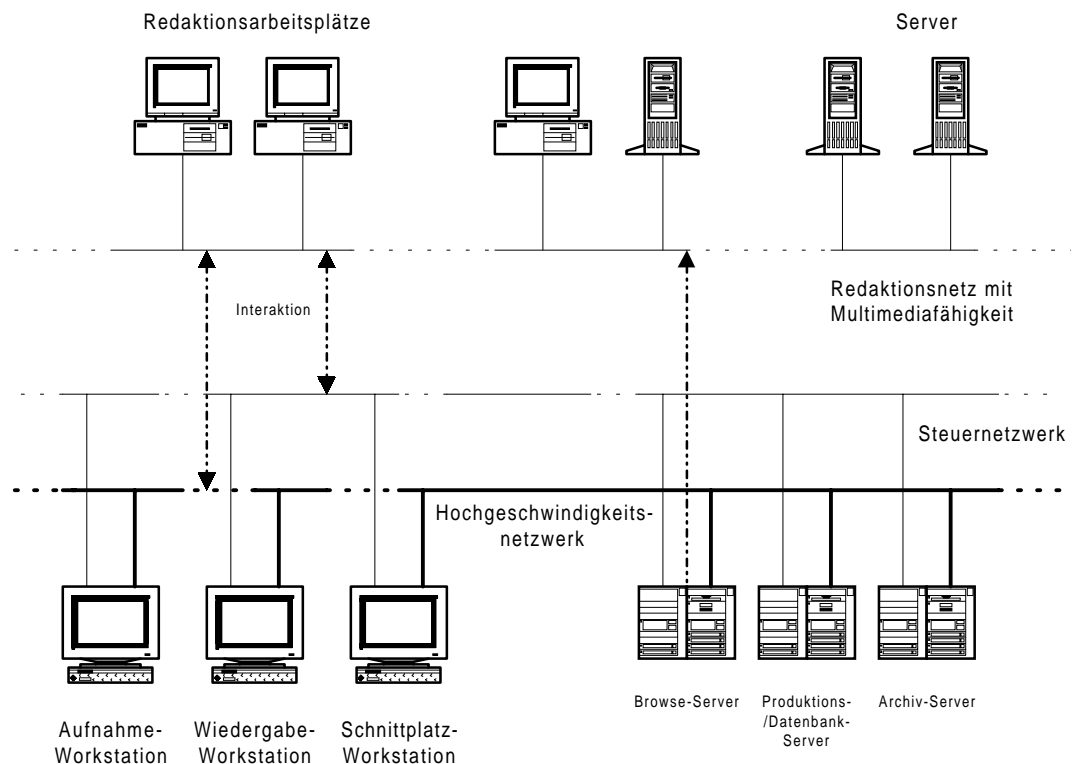 Redaktionsarbeitsplätze
Server
Interaktion
Redaktionsnetz mit
Multimediafähigkeit
Steuernetzwerk
Hochgeschwindigkeits-
netzwerk
Browse-Server
Produktions-
/Datenbank-
Server
Archiv-Server
Aufnahme-
Workstation
Wiedergabe-
Workstation
Schnittplatz-
Workstation